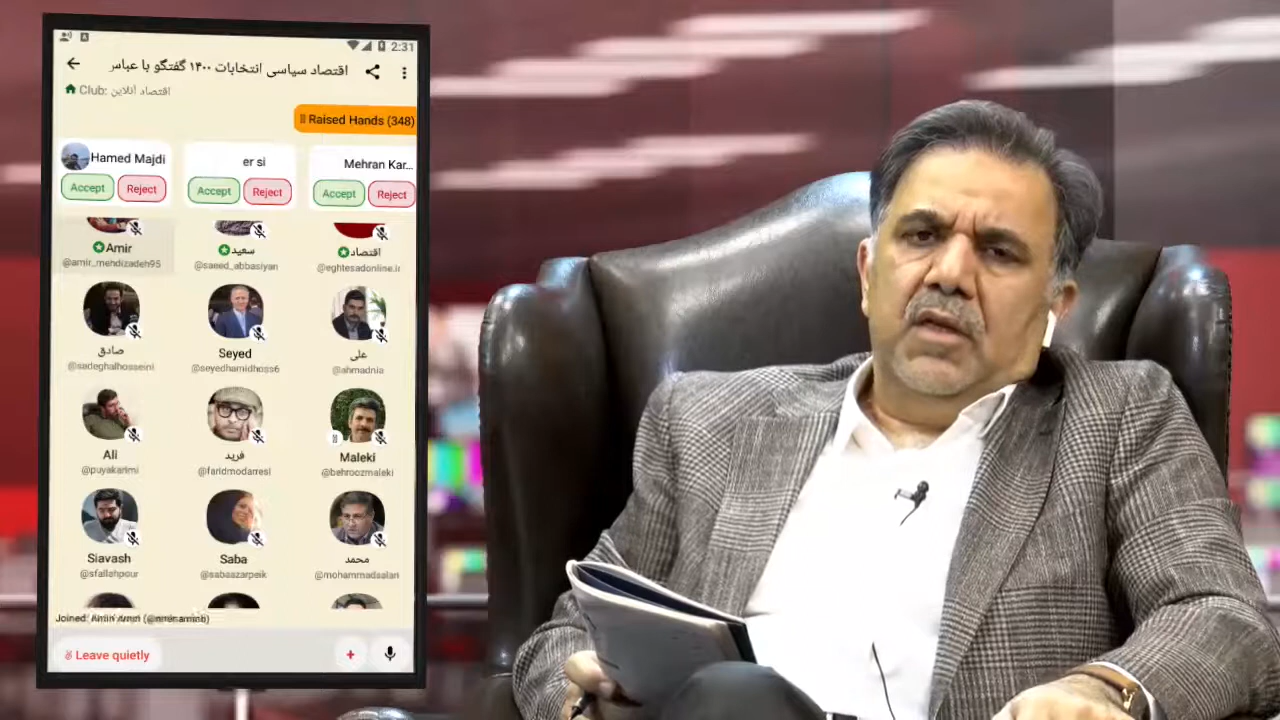 2:31
اقتصاد سیاسی انتخابات ۱۴۰۰ گفتگو با عباس
Club: اقتصاد آنلاین
Raised Hands (348)
Hamed Majdi
er si
Mehran Kar...
Accept Reject
Accept Reject
Accept Reject
Amir
سعید
اقتصاد
@amir_mehdizadeh95
@saeed_abbasiyan
@eghtesadonline.ir
صادق
Seyed
علی
@sadeghalhosseini
@seyedhamidhoss6
@ahmadnia
Ali
فرید
Maleki
@puyakarimi
@faridmodarresi
@behroozmaleki
Siavash
Saba
محمد
@sfallahpour
@sabaazarpeik
@mohammadaalan
Joined:
Leave quietly